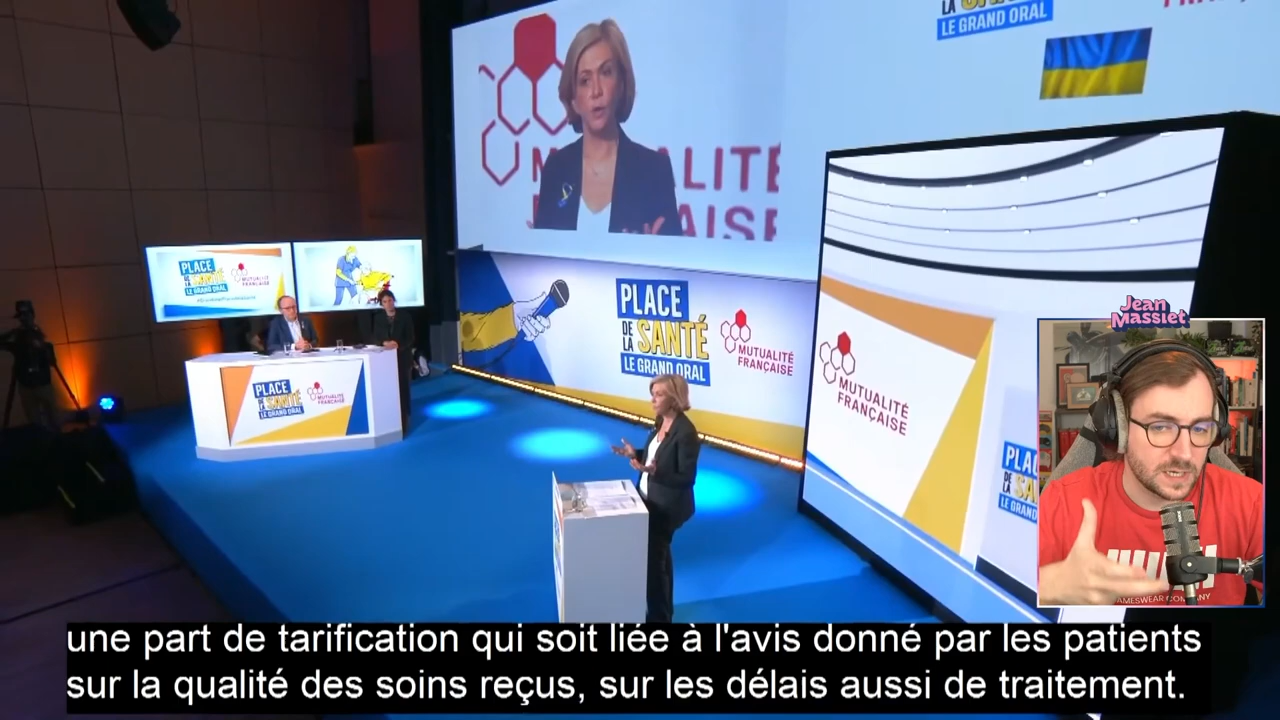 LA
LE GRAND ORAL
MUTUALITÉ
PLACE
DE
LA
SANTÉ
LE GRAND ORAL
MUTUALITÉ
FRANÇAISE
PLACE
DE
LA
SANTÉ
LE GRAND ORAL
MUTUALITÉ
FRANÇAISE
MUTUALITÉ
FRANÇAISE
PLACE
DE
LA
SANTÉ
LE GRAND ORAL
MUTUALITÉ
FRANÇAISE
Jean
Massiet
une part de tarification qui soit liée à l'avis donné par les patients
sur la qualité des soins reçus, sur les délais aussi de traitement.